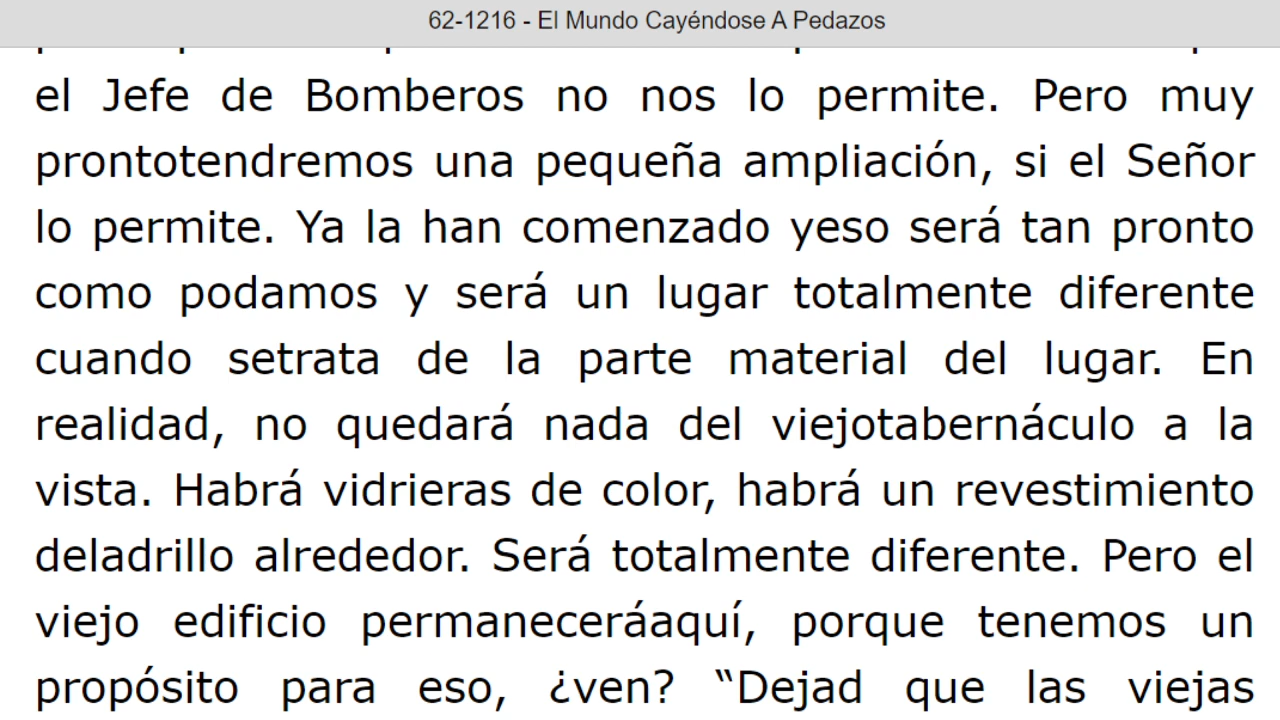 62-1216 - El Mundo Cayéndose A Pedazos
el Jefe de Bomberos no nos lo permite. Pero muy
prontotendremos una pequeña ampliación, si el Señor
lo permite. Ya la han comenzado yeso será tan pronto
como podamos y será un lugar totalmente diferente
cuando setrata de la parte material del lugar. En
realidad, no quedará nada del viejotabernáculo a la
vista. Habrá vidrieras de color, habrá un revestimiento
deladrillo alrededor. Será totalmente diferente. Pero el
viejo edificio permaneceráaquí, porque tenemos un
propósito para eso, ¿ven? “Dejad que las viejas